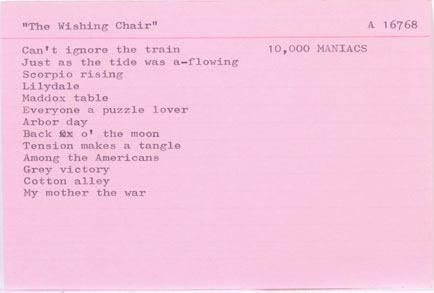 "The Wishing Chair" A 16768
Can't ignore the train 10,000 MANIACS
Just as the tide was a-flowing
Scorpio rising
Lilydale
Maddox table
Everyone a puzzle lover
Arbor day
Back o' the moon
Tension makes a tangle
Among the Americans
Grey victory
Cotton alley
My mother the war